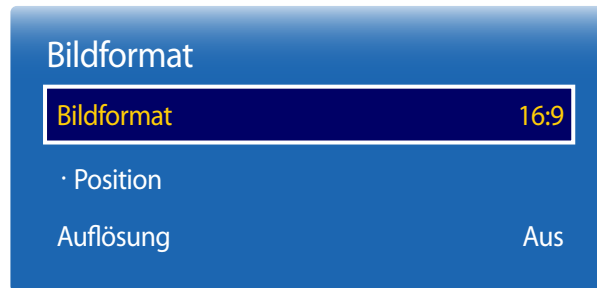 Bildformat
Bildformat 16:9
· Position
Auflösung Aus